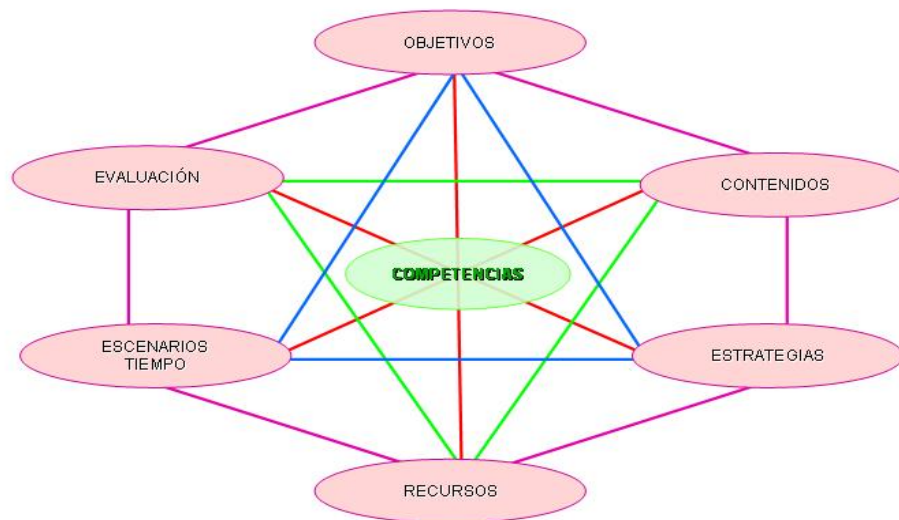 OBJETIVOS
EVALUACIÓN
CONTENIDOS
COMPETENCIAS
ESCENARIOS
TIEMPO
ESTRATEGIAS
RECURSOS